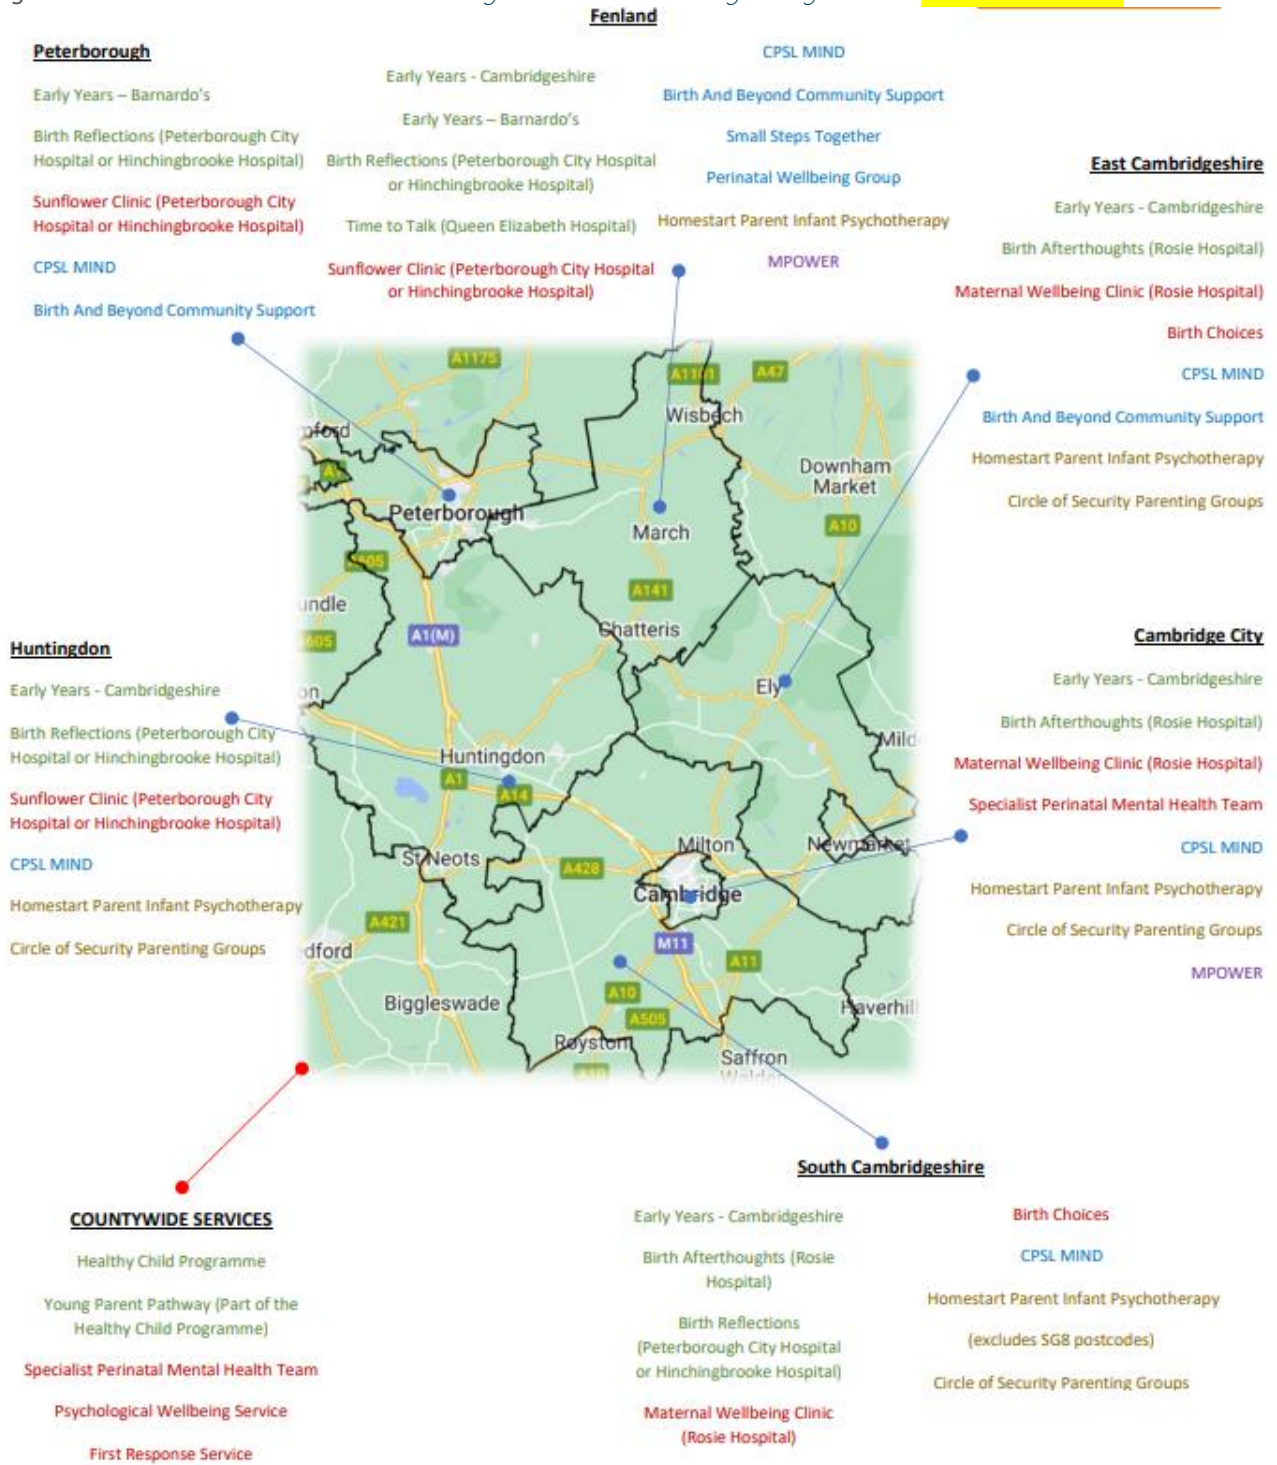 Fenland
Peterborough
Early Years – Barnardo's
Birth Reflections (Peterborough City
Hospital or Hinchingbrooke Hospital)
Sunflower Clinic (Peterborough City
Hospital or Hinchingbrooke Hospital)
CPSL MIND
Birth And Beyond Community Support
Early Years - Cambridgeshire
Early Years – Barnardo's
Birth Reflections (Peterborough City Hospital
or Hinchingbrooke Hospital)
Time to Talk (Queen Elizabeth Hospital)
Sunflower Clinic (Peterborough City Hospital
or Hinchingbrooke Hospital)
CPSL MIND
Birth And Beyond Community Support
Small Steps Together
Perinatal Wellbeing Group
Homestart Parent Infant Psychotherapy
MPOWER
East Cambridgeshire
Early Years - Cambridgeshire
Birth Afterthoughts (Rosie Hospital)
Maternal Wellbeing Clinic (Rosie Hospital)
Birth Choices
CPSL MIND
Birth And Beyond Community Support
Homestart Parent Infant Psychotherapy
Circle of Security Parenting Groups
A1175
A1101
A47
Wisbech
Downham
Market
Peterborough
March
A10
A605
A141
Chatteris
A1(M)
Ely
Huntingdon
A1
A14
St Neots
A428
Milton
Newmarket
Cambridge
A421
M11
A11
Biggleswade
A10
A505
Haverhill
Royston
Saffron
Walden
A10
Huntingdon
Early Years - Cambridgeshire
Birth Reflections (Peterborough City
Hospital or Hinchingbrooke Hospital)
Sunflower Clinic (Peterborough City
Hospital or Hinchingbrooke Hospital)
CPSL MIND
Homestart Parent Infant Psychotherapy
Circle of Security Parenting Groups
Cambridge City
Early Years - Cambridgeshire
Birth Afterthoughts (Rosie Hospital)
Maternal Wellbeing Clinic (Rosie Hospital)
Specialist Perinatal Mental Health Team
CPSL MIND
Homestart Parent Infant Psychotherapy
Circle of Security Parenting Groups
MPOWER
COUNTYWIDE SERVICES
Healthy Child Programme
Young Parent Pathway (Part of the
Healthy Child Programme)
Specialist Perinatal Mental Health Team
Psychological Wellbeing Service
First Response Service
South Cambridgeshire
Early Years - Cambridgeshire
Birth Afterthoughts (Rosie
Hospital)
Birth Reflections
(Peterborough City Hospital
or Hinchingbrooke Hospital)
Maternal Wellbeing Clinic
(Rosie Hospital)
Birth Choices
CPSL MIND
Homestart Parent Infant Psychotherapy
(excludes SG8 postcodes)
Circle of Security Parenting Groups